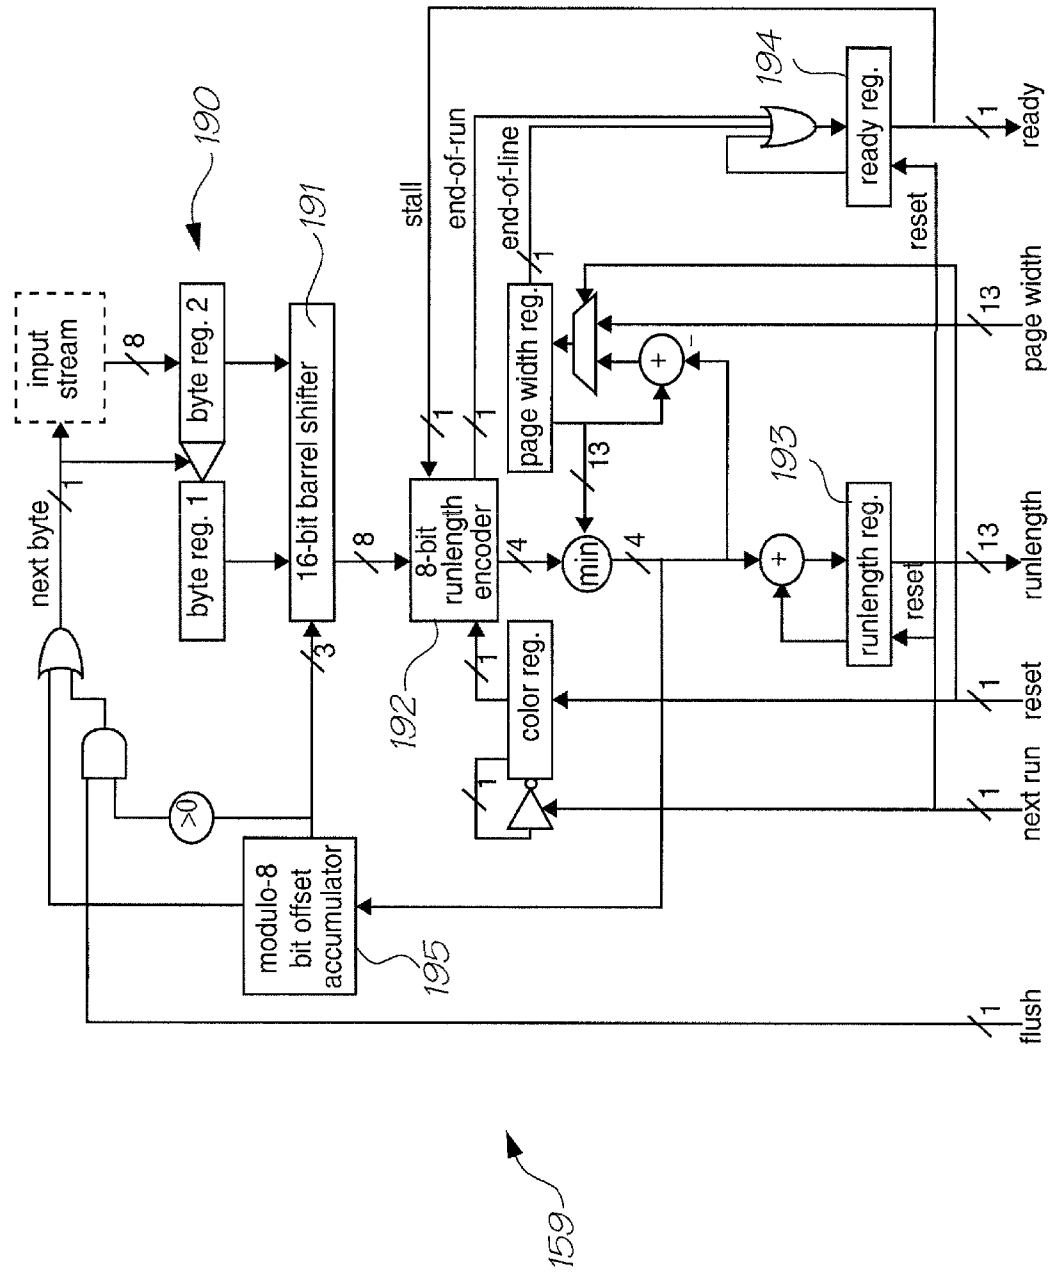 190
191
194
input
stream
8
next byte
1
byte reg. 1
byte reg. 2
16-bit barrel shifter
3
8
>0
modulo-8
bit offset
accumulator
195
stall
end-of-run
end-of-line
1
1
1
8-bit
runlength
encoder
192
4
page width reg.
13
+
-
min
4
color reg.
1
1
+
193
runlength reg.
reset
ready reg.
reset
1
ready
13
page width
13
runlength
1
reset
1
next run
1
flush
159